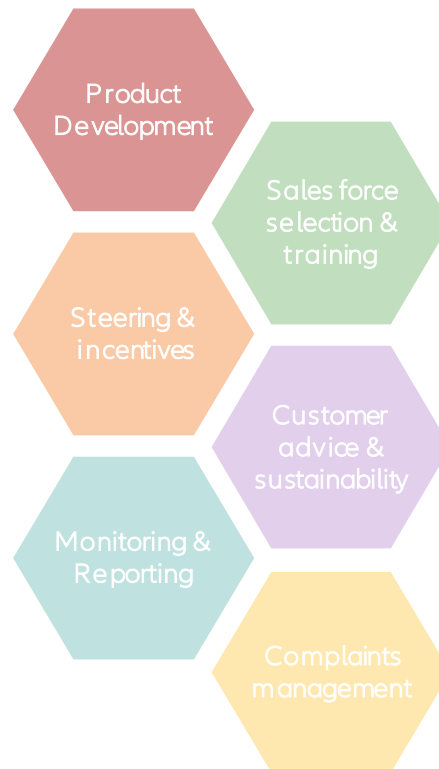 Product
Development
Sales force
selection &
training
Steering &
incentives
Customer
advice &
sustainability
Monitoring &
Reporting
Complaints
management